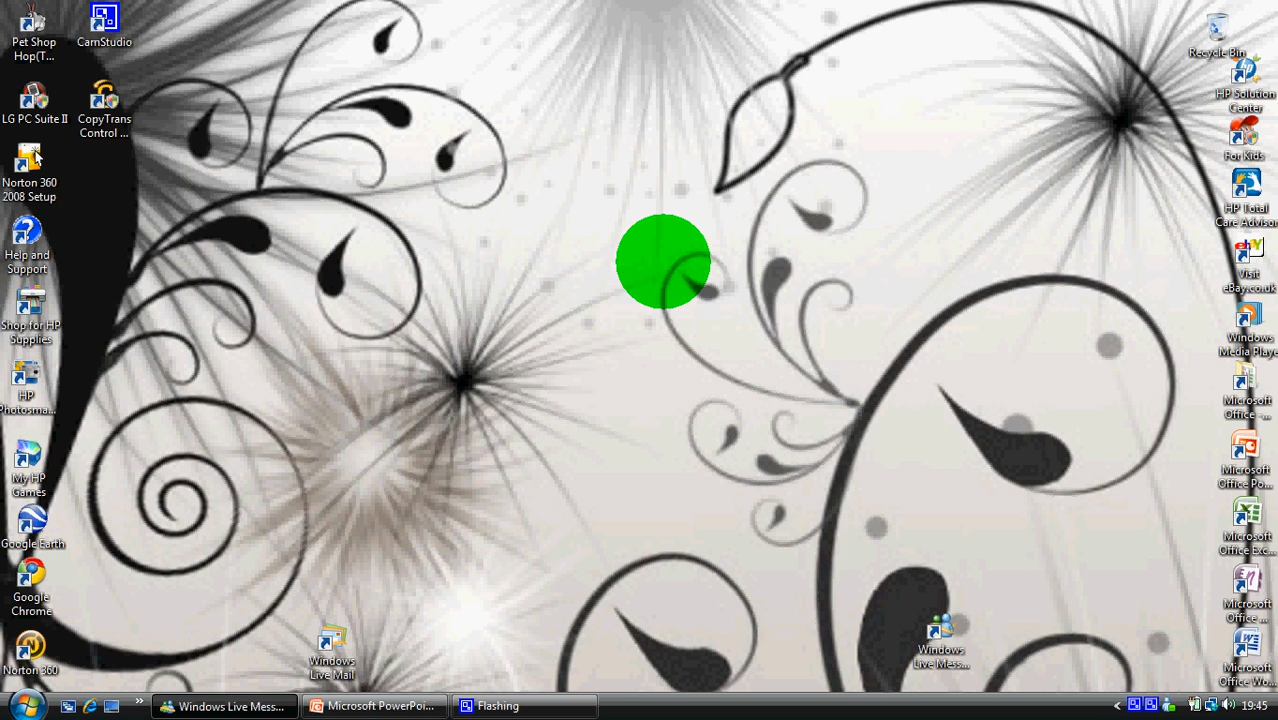 Pet Shop
Hop(T...
CamStudio
LG PC Suite II
CopyTrans
Control ...
Norton 360
2008 Setup
Help and
Support
Shop for HP
Supplies
HP
Photosma...
My HP
Games
Google Earth
Google
Chrome
Norton 360
Windows
Live Mail
Windows
Live Mess...
Recycle Bin
HP Solution
Center
For Kids
HP Total
Care Advisor
Visit
eBay.co.uk
Windows
Media Playe
Microsoft
Office - ...
Microsoft
Office Po...
Microsoft
Office Exc...
Microsoft
Office ...
Microsoft
Office Wo...
Windows Live Mess...
Microsoft PowerPoi...
Flashing
19:45